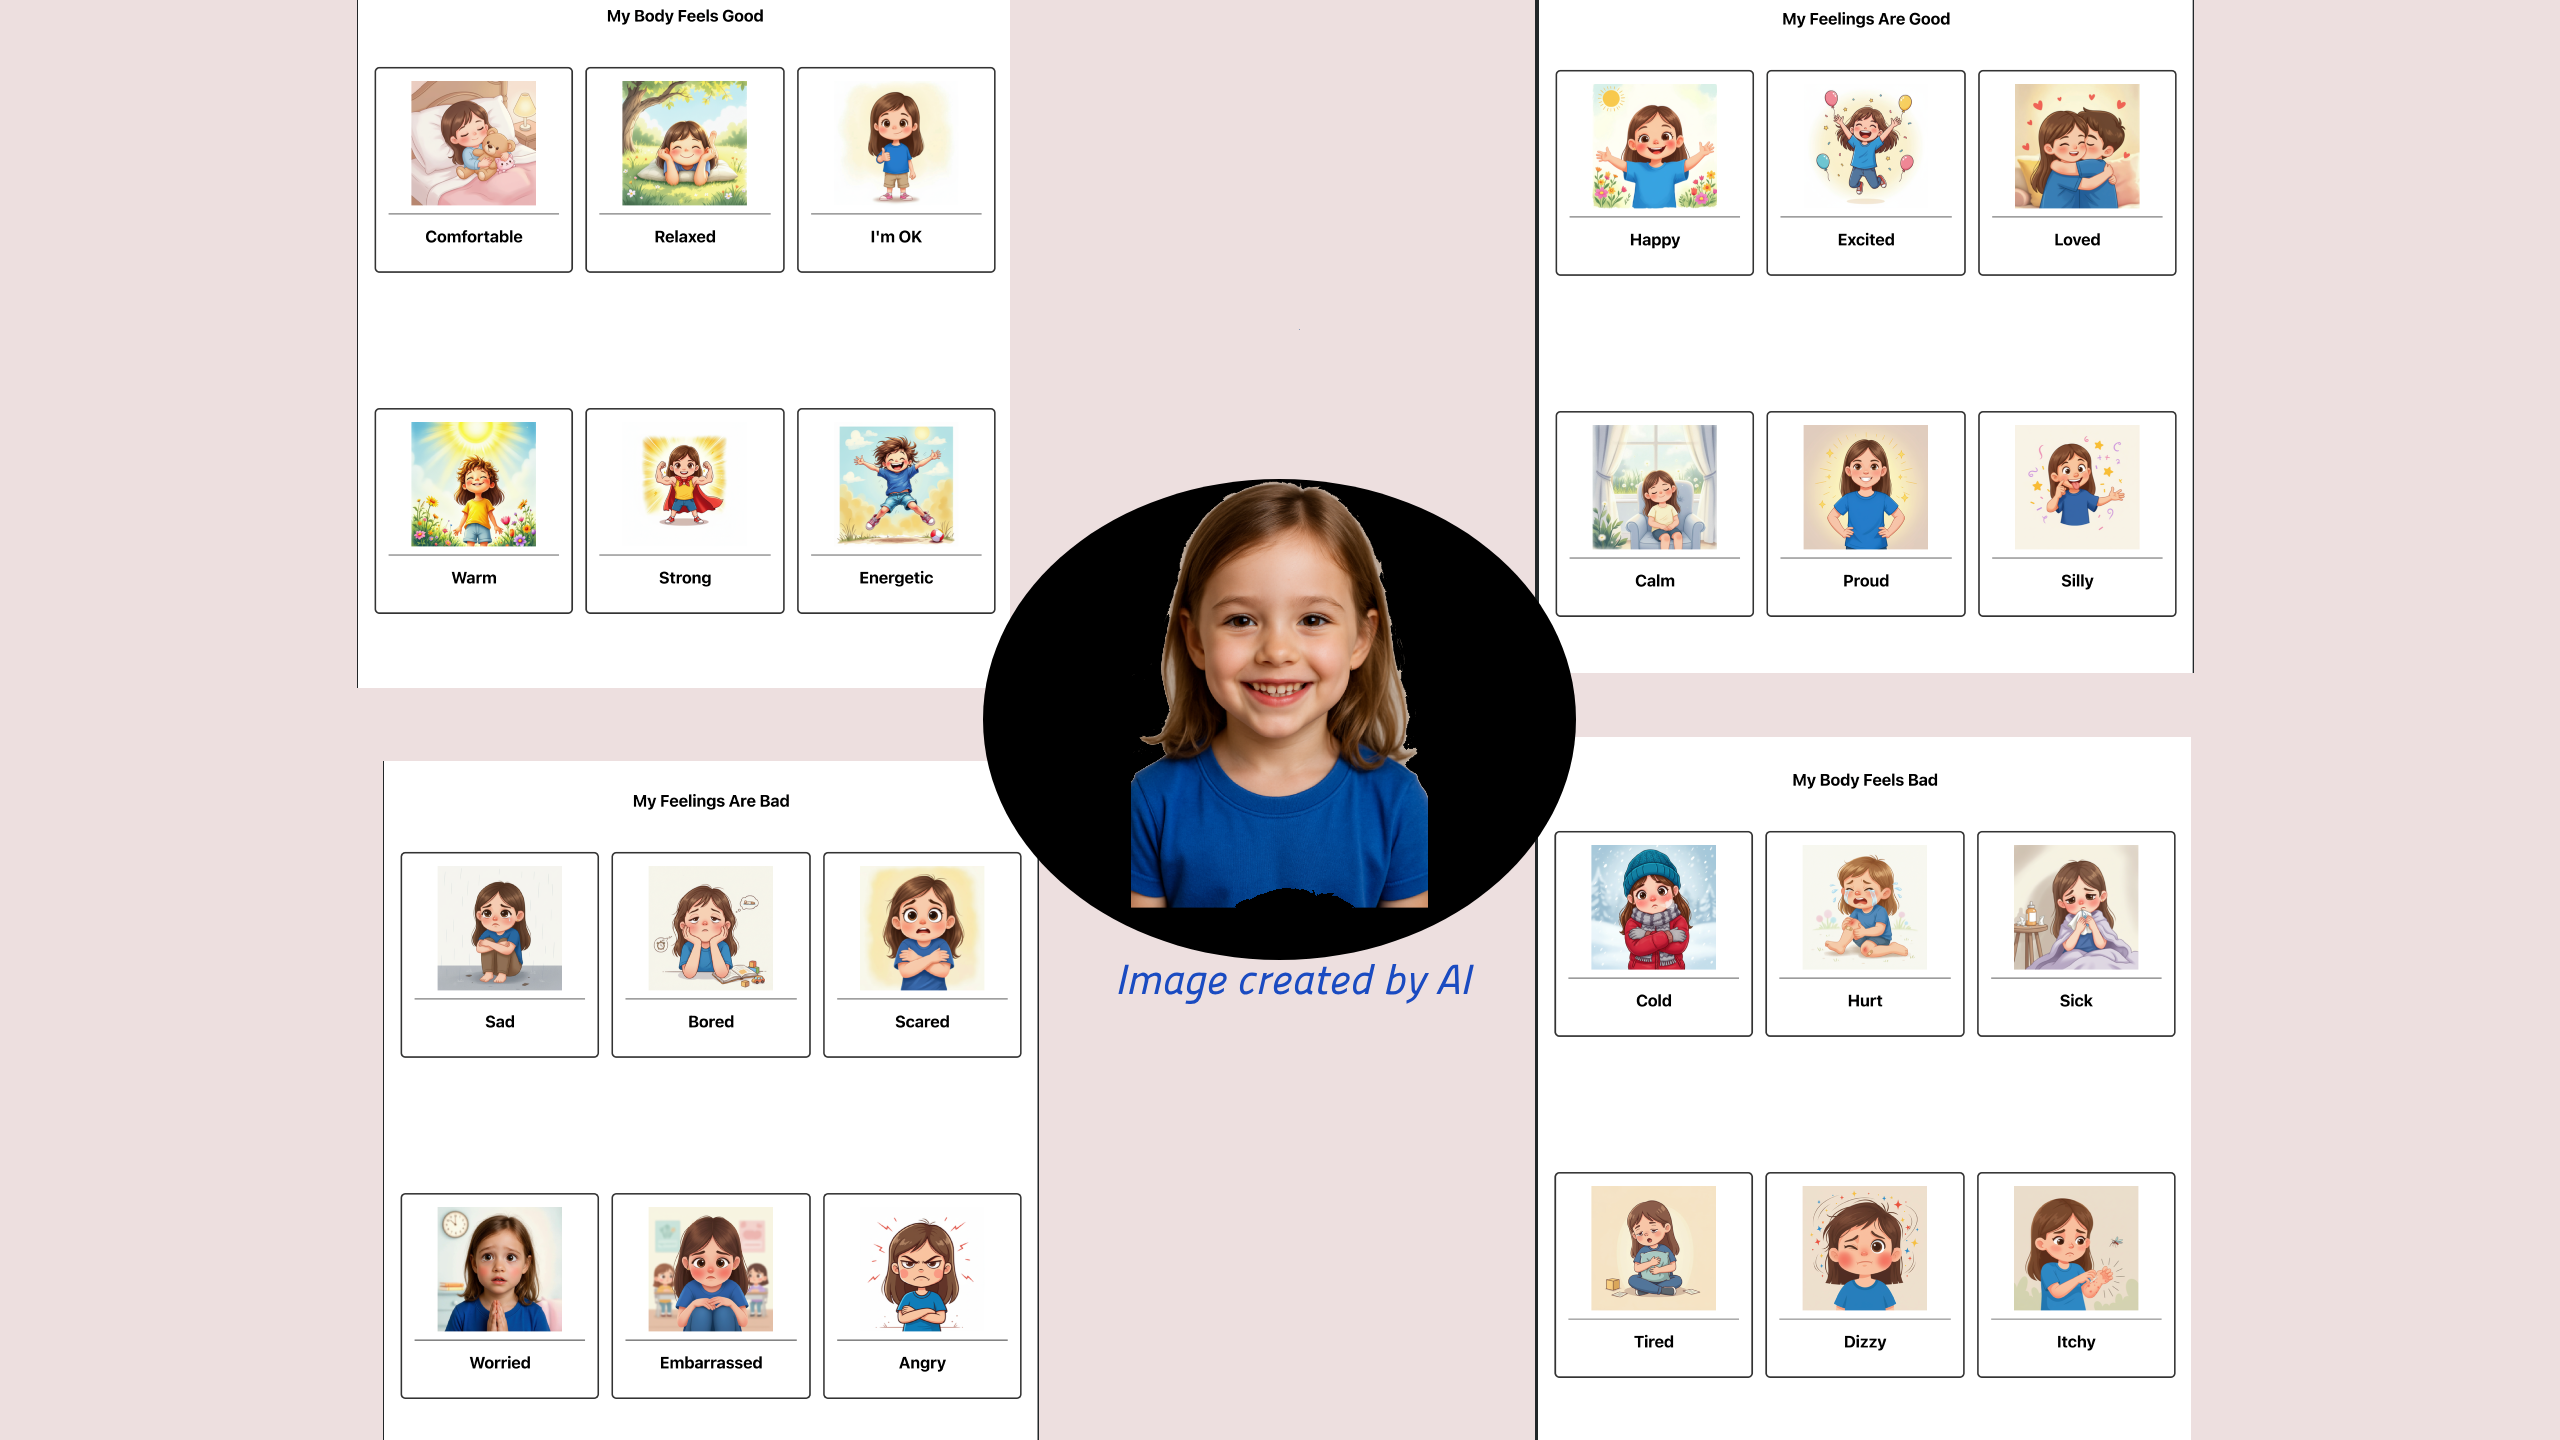 My Body Feels Good
Comfortable
Relaxed
I'm OK
Warm
Strong
Energetic
My Feelings Are Good
Happy
Excited
Loved
Calm
Proud
Silly
Image created by AI
My Feelings Are Bad
Sad
Bored
Scared
Worried
Embarrassed
Angry
My Body Feels Bad
Cold
Hurt
Sick
Tired
Dizzy
Itchy